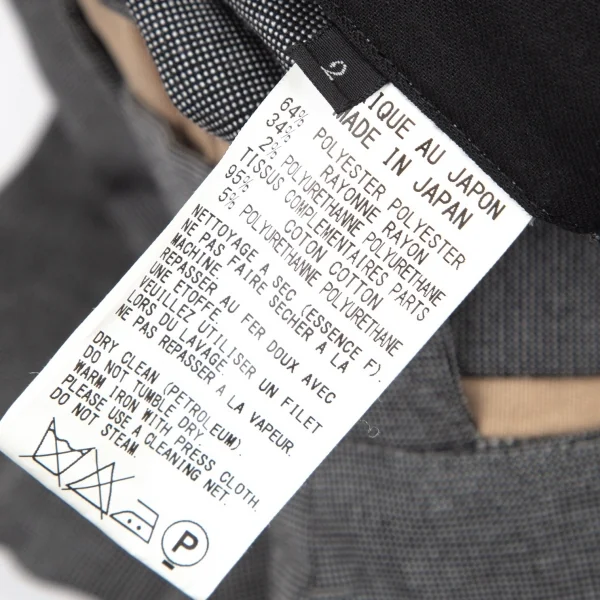 2
IQUE AU JAPON
MADE IN JAPAN
64% POLYESTER POLYESTER
34% RAYONNE RAYON
2% POLYURETHANNE POLYURETHANE
TISSUS COMPLEMENTAIRES PARTS
95% COTON COTTON
5% POLYURETHANNE POLYURETHANE
NETTOYAGE A SEC (ESSENCE F).
NE PAS FAIRE SECHER A LA
MACHINE.
REPASSER AU FER DOUX AVEC
UNE ETOFFE.
VEUILLEZ UTILISER UN FILET
LORS DU LAVAGE.
NE PAS REPASSER A LA VAPEUR.
DRY CLEAN (PETROLEUM).
DO NOT TUMBLE DRY.
WARM IRON WITH PRESS CLOTH.
PLEASE USE A CLEANING NET.
DO NOT STEAM.
P